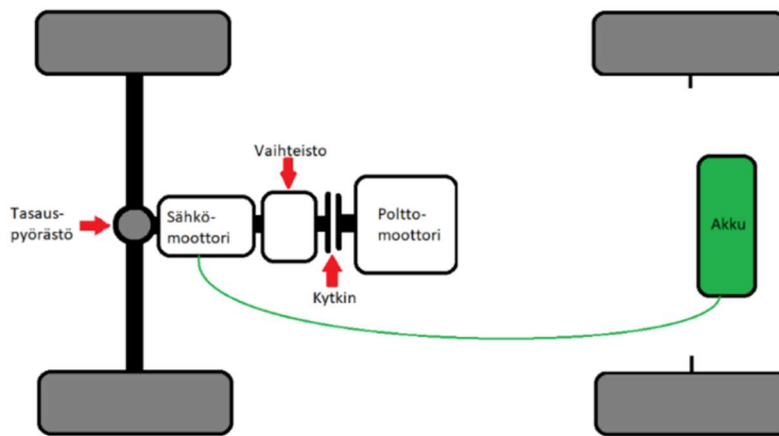 Vaihteisto
Tasaus-
pyörästö
Sähkö-
moottori
Poltto-
moottori
Akku
Kytkin